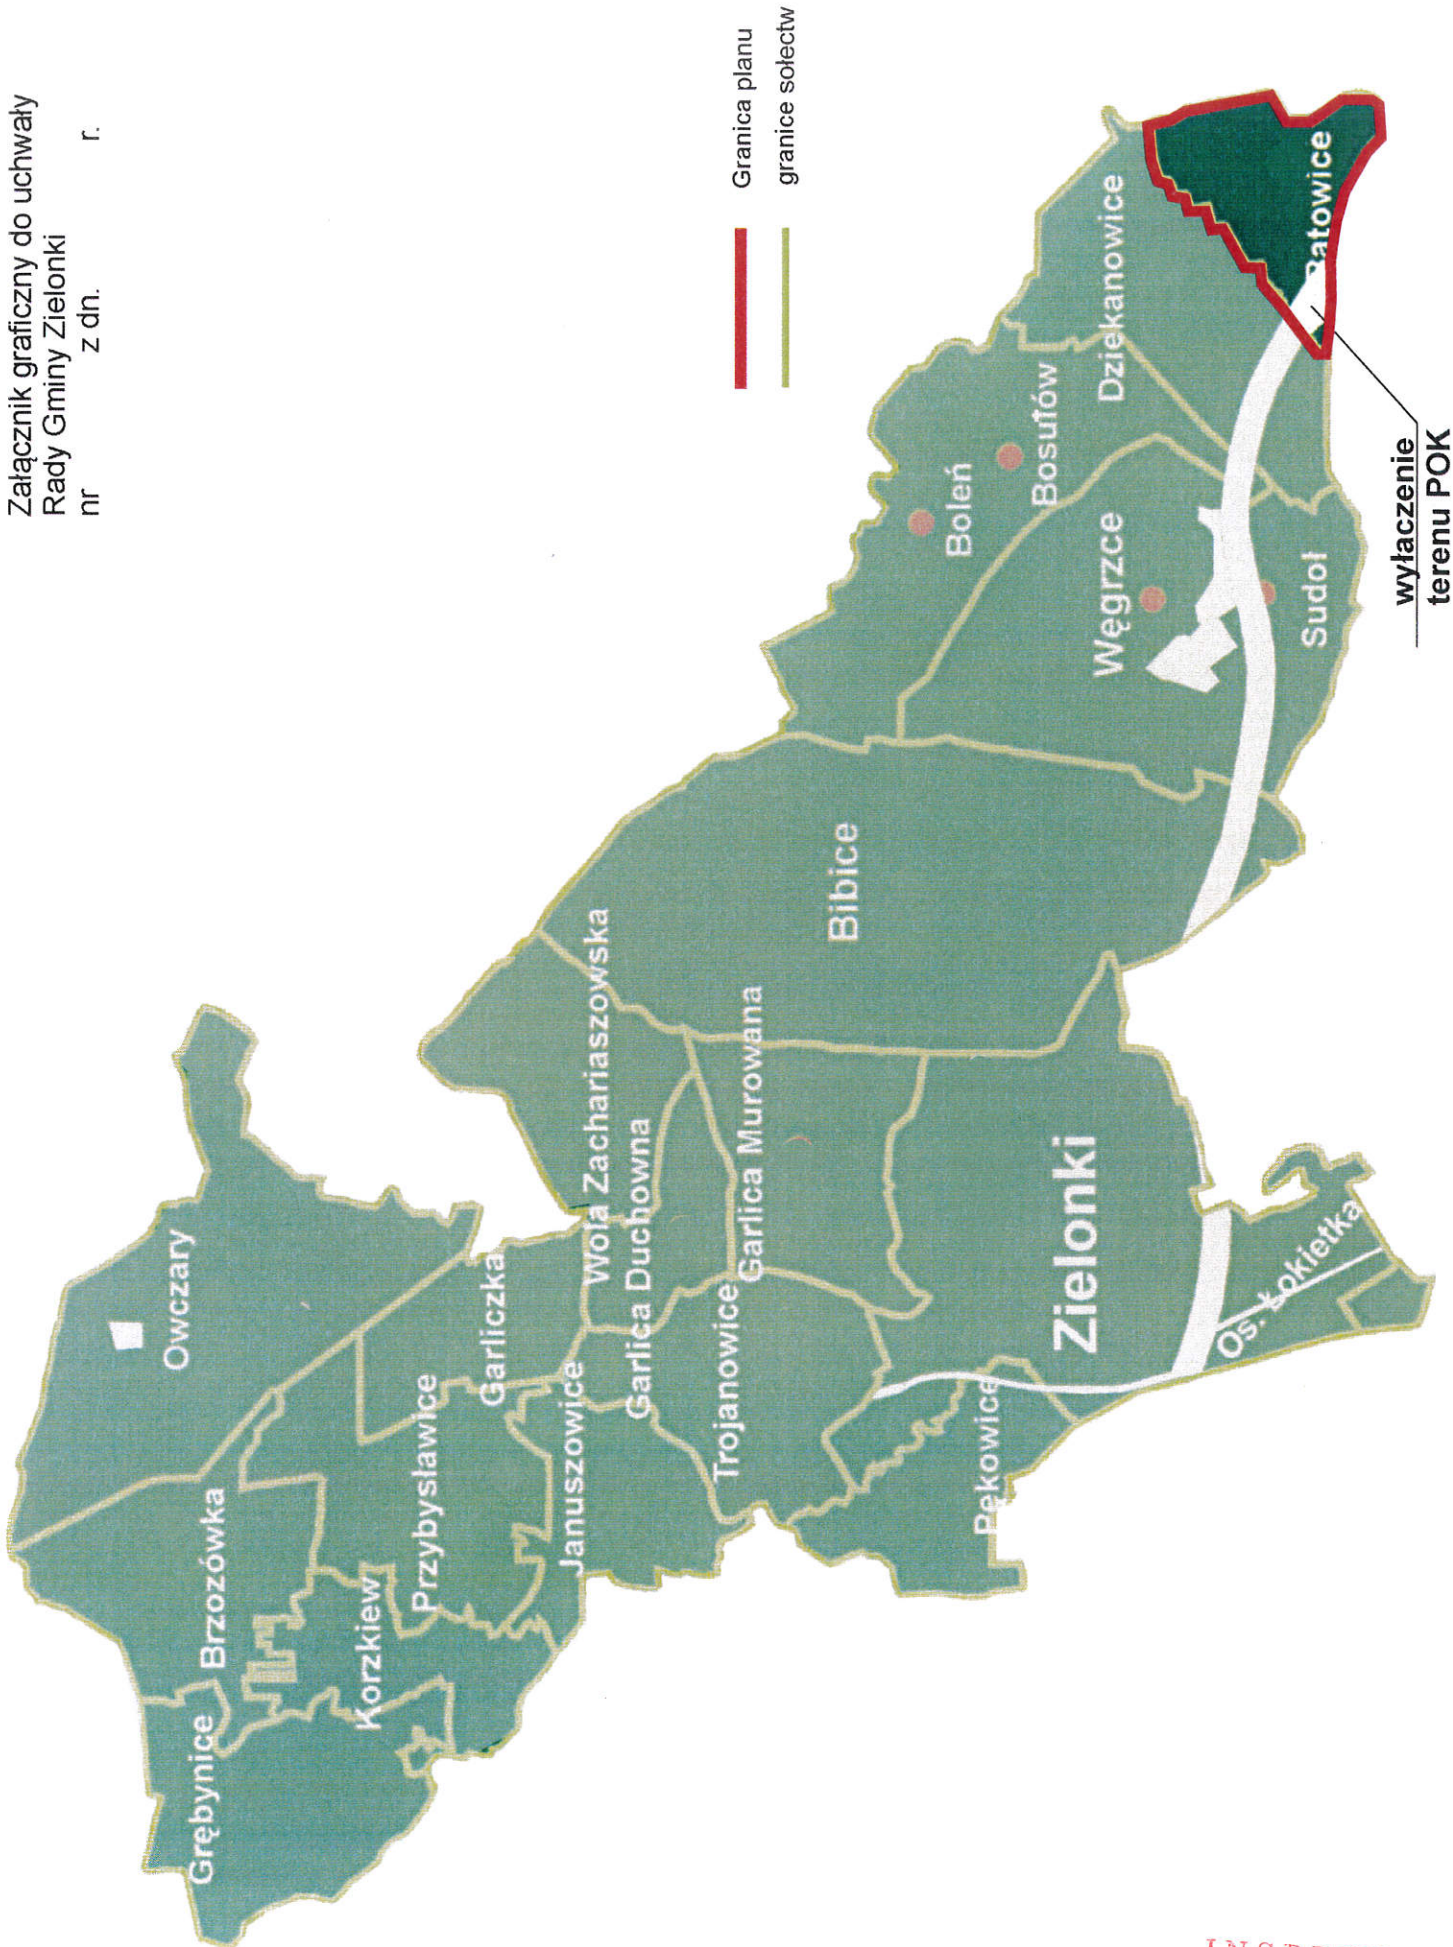 Załącznik graficzny do uchwały
Rady Gminy Zielonki
nr z dn. r.
Granica planu
granice sołectw
Owczary
Brzozówka
Grębynice
Korzkiew
Przybysławice
Garliczka
Januszowice
Wola Zachariaszowska
Garlica Duchowna
Garlica Murowana
Trojanowice
Pękowice
Zielonki
Os. Łokietka
Bibice
Boleń
Bosutów
Dziekanowice
Węgrzce
Sudoł
Batowice
wyłaczenie
terenu POK